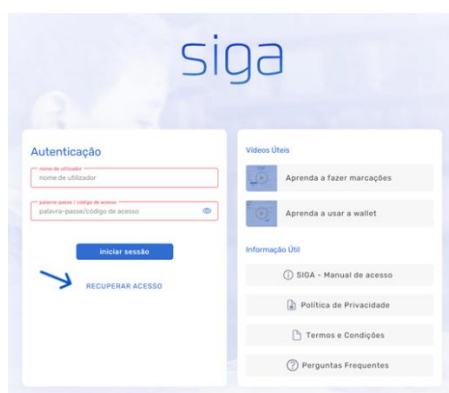 siga
Autenticação
nome de utilizador
nome de utilizador
palavra-passe / código de acesso
palavra-passe/código de acesso
iniciar sessão
RECUPERAR ACESSO
Vídeos Úteis
Aprenda a fazer marcações
Aprenda a usar a wallet
Informação Útil
SIGA - Manual de acesso
Política de Privacidade
Termos e Condições
Perguntas Frequentes